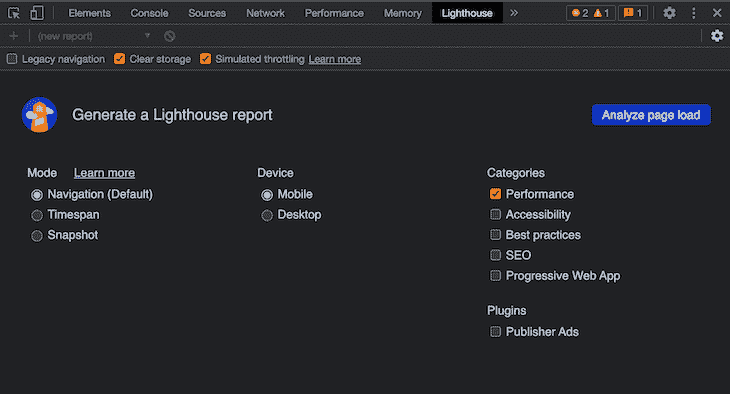 Elements Console Sources Network Performance Memory Lighthouse » 2 1 1
+ (new report)
Legacy navigation Clear storage Simulated throttling Learn more
Generate a Lighthouse report Analyze page load
Mode Learn more Device Categories
Navigation (Default) Mobile Performance
Timespan Desktop Accessibility
Snapshot Best practices
SEO
Progressive Web App
Plugins
Publisher Ads